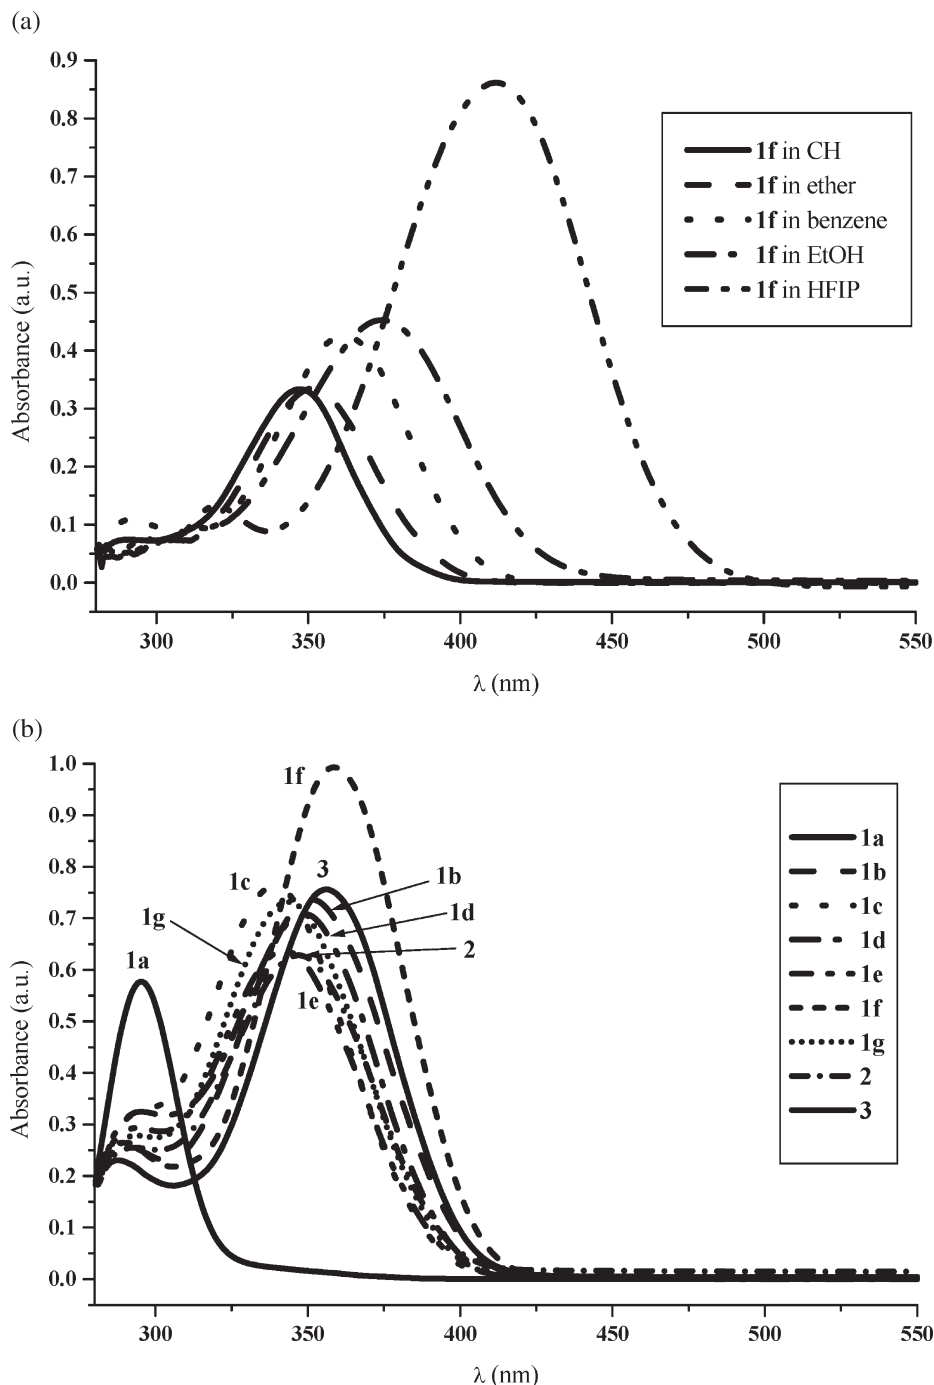 (a)
0.9
0.8
0.7
0.6
0.5
0.4
0.3
0.2
0.1
0.0
Absorbance (a.u.)
1f in CH
1f in ether
1f in benzene
1f in EtOH
1f in HFIP
300 350 400 450 500 550
λ (nm)
(b)
1.0
0.9
0.8
0.7
0.6
0.5
0.4
0.3
0.2
0.1
0.0
Absorbance (a.u.)
1f
3
1c
1b
1g
1d
1a
2
1e
1a
1b
1c
1d
1e
1f
1g
2
3
300 350 400 450 500 550
λ (nm)